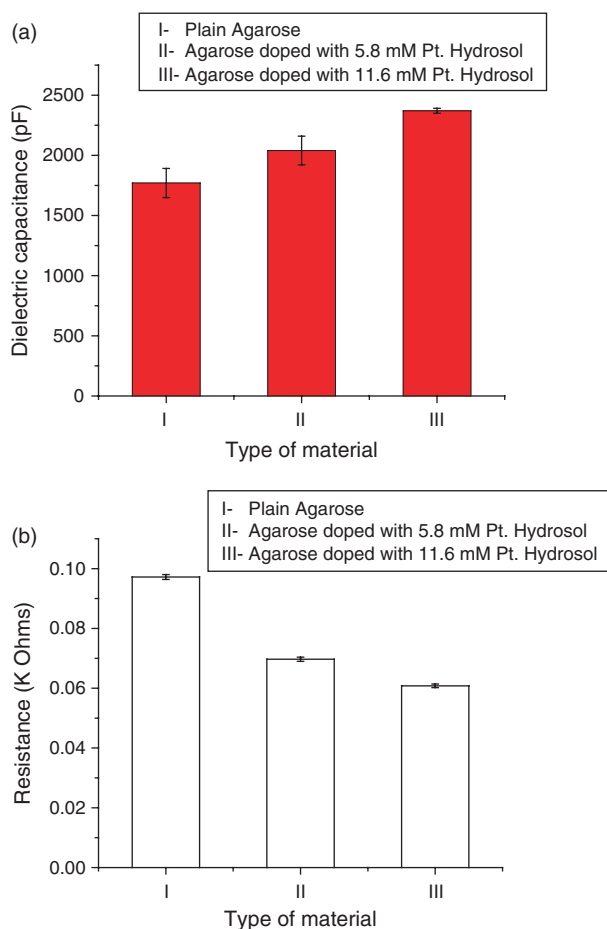 (a)
I- Plain Agarose
II- Agarose doped with 5.8 mM Pt. Hydrosol
III- Agarose doped with 11.6 mM Pt. Hydrosol
Dielectric capacitance (pF)
2500
2000
1500
1000
500
0
I II III
Type of material
(b)
I- Plain Agarose
II- Agarose doped with 5.8 mM Pt. Hydrosol
III- Agarose doped with 11.6 mM Pt. Hydrosol
Resistance (K Ohms)
0.10
0.08
0.06
0.04
0.02
0.00
I II III
Type of material